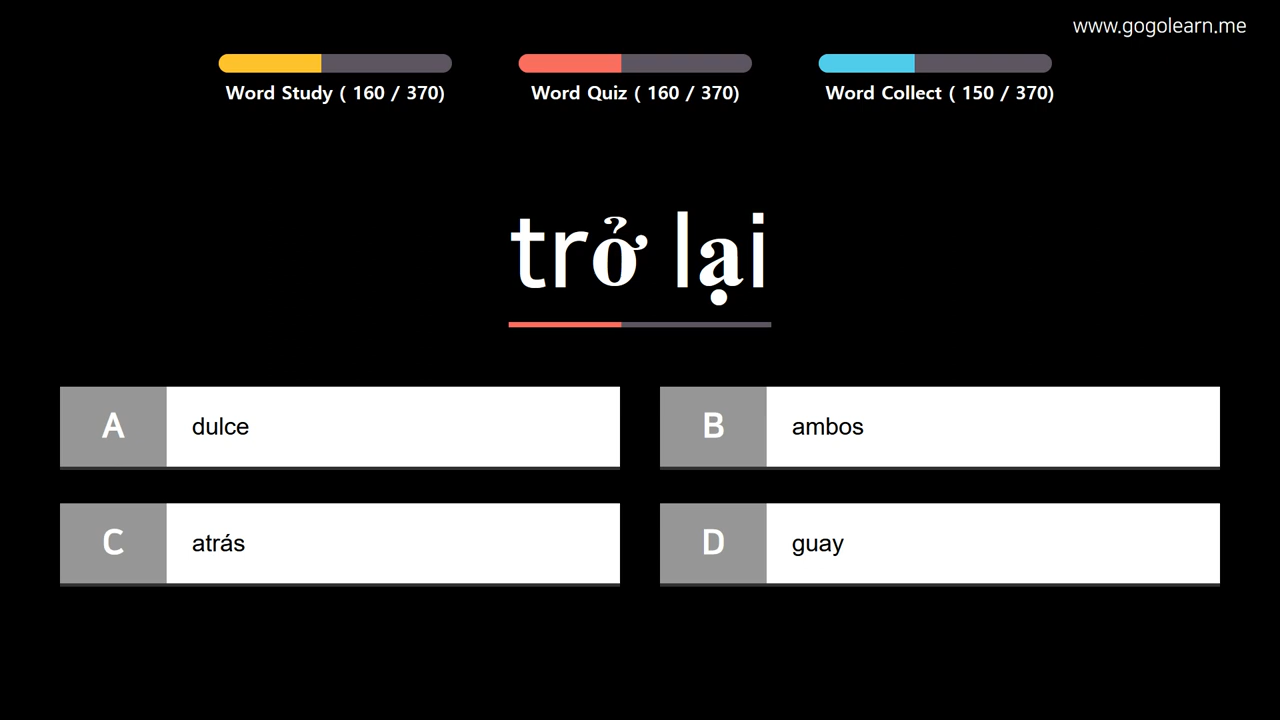 www.gogolearn.me
Word Study ( 160 / 370)
Word Quiz ( 160 / 370)
Word Collect ( 150 / 370)
trở lại
A
dulce
B
ambos
C
atrás
D
guay